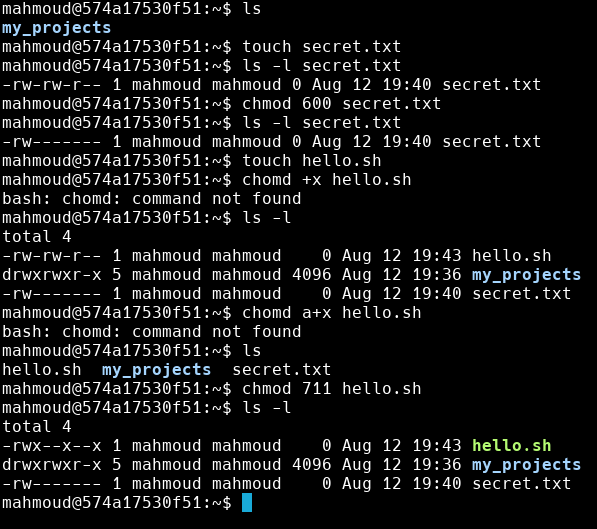 mahmoud@574a17530f51:~$ ls
my_projects
mahmoud@574a17530f51:~$ touch secret.txt
mahmoud@574a17530f51:~$ ls -l secret.txt
-rw-rw-r-- 1 mahmoud mahmoud 0 Aug 12 19:40 secret.txt
mahmoud@574a17530f51:~$ chmod 600 secret.txt
mahmoud@574a17530f51:~$ ls -l secret.txt
-rw------- 1 mahmoud mahmoud 0 Aug 12 19:40 secret.txt
mahmoud@574a17530f51:~$ touch hello.sh
mahmoud@574a17530f51:~$ chomd +x hello.sh
bash: chomd: command not found
mahmoud@574a17530f51:~$ ls -l
total 4
-rw-rw-r-- 1 mahmoud mahmoud    0 Aug 12 19:43 hello.sh
drwxrwxr-x 5 mahmoud mahmoud 4096 Aug 12 19:36 my_projects
-rw------- 1 mahmoud mahmoud    0 Aug 12 19:40 secret.txt
mahmoud@574a17530f51:~$ chomd a+x hello.sh
bash: chomd: command not found
mahmoud@574a17530f51:~$ ls
hello.sh  my_projects  secret.txt
mahmoud@574a17530f51:~$ chmod 711 hello.sh
mahmoud@574a17530f51:~$ ls -l
total 4
-rwx--x--x 1 mahmoud mahmoud    0 Aug 12 19:43 hello.sh
drwxrwxr-x 5 mahmoud mahmoud 4096 Aug 12 19:36 my_projects
-rw------- 1 mahmoud mahmoud    0 Aug 12 19:40 secret.txt
mahmoud@574a17530f51:~$